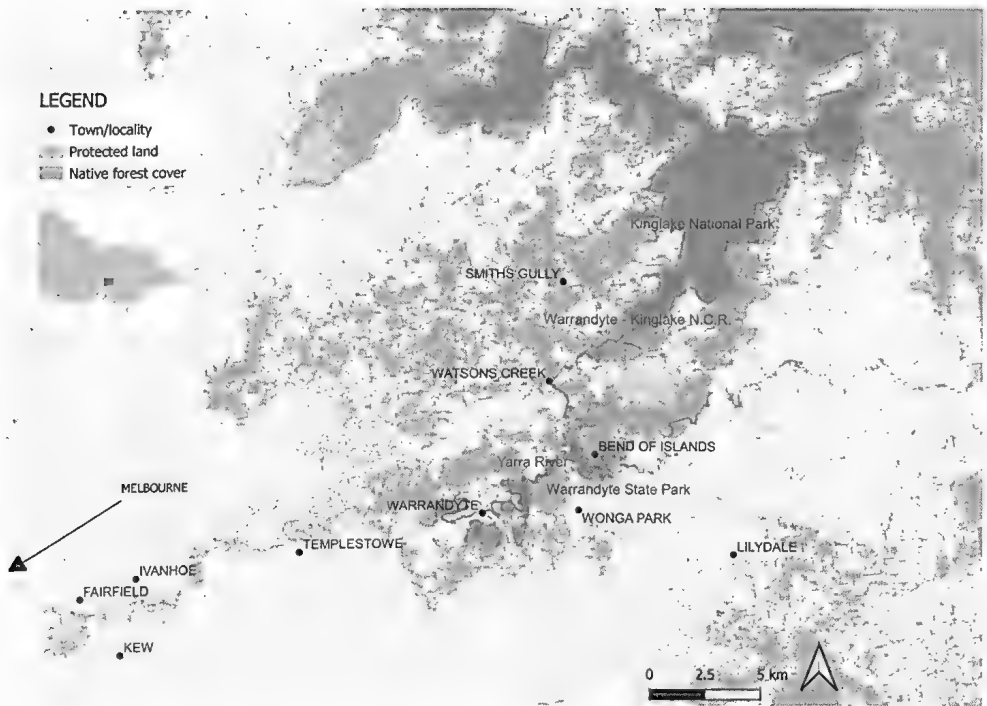 LEGEND
Town/locality
Protected land
Native forest cover
Kinglake National Park
SMITHS GULLY
Warrandyte - Kinglake N.C.R.
WATSONS CREEK
BEND OF ISLANDS
Yarra River
MELBOURNE
Warrandyte State Park
WARRANDYTE
WONGA PARK
TEMPLESTOWE
LILYDALE
IVANHOE
FAIRFIELD
KEW
0 2.5 5 km